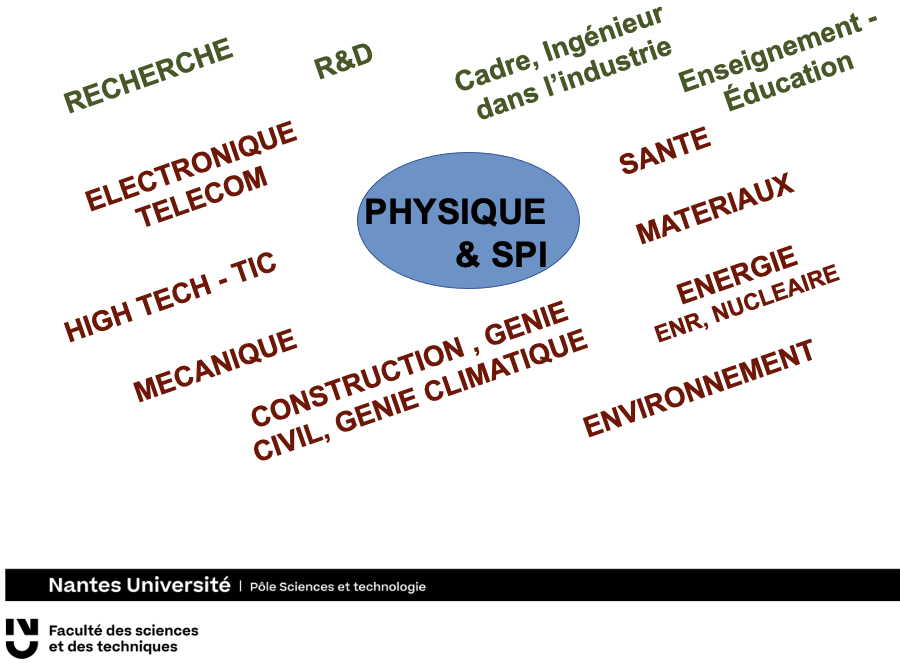 RECHERCHE
R&D
Cadre, Ingénieur
dans l'industrie
Enseignement -
Éducation
ELECTRONIQUE
TELECOM
SANTE
PHYSIQUE
& SPI
MATERIAUX
HIGH TECH - TIC
ENERGIE
ENR, NUCLEAIRE
MECANIQUE
CONSTRUCTION , GENIE
CIVIL, GENIE CLIMATIQUE
ENVIRONNEMENT
Nantes Université | Pôle Sciences et technologie
Faculté des sciences
et des techniques